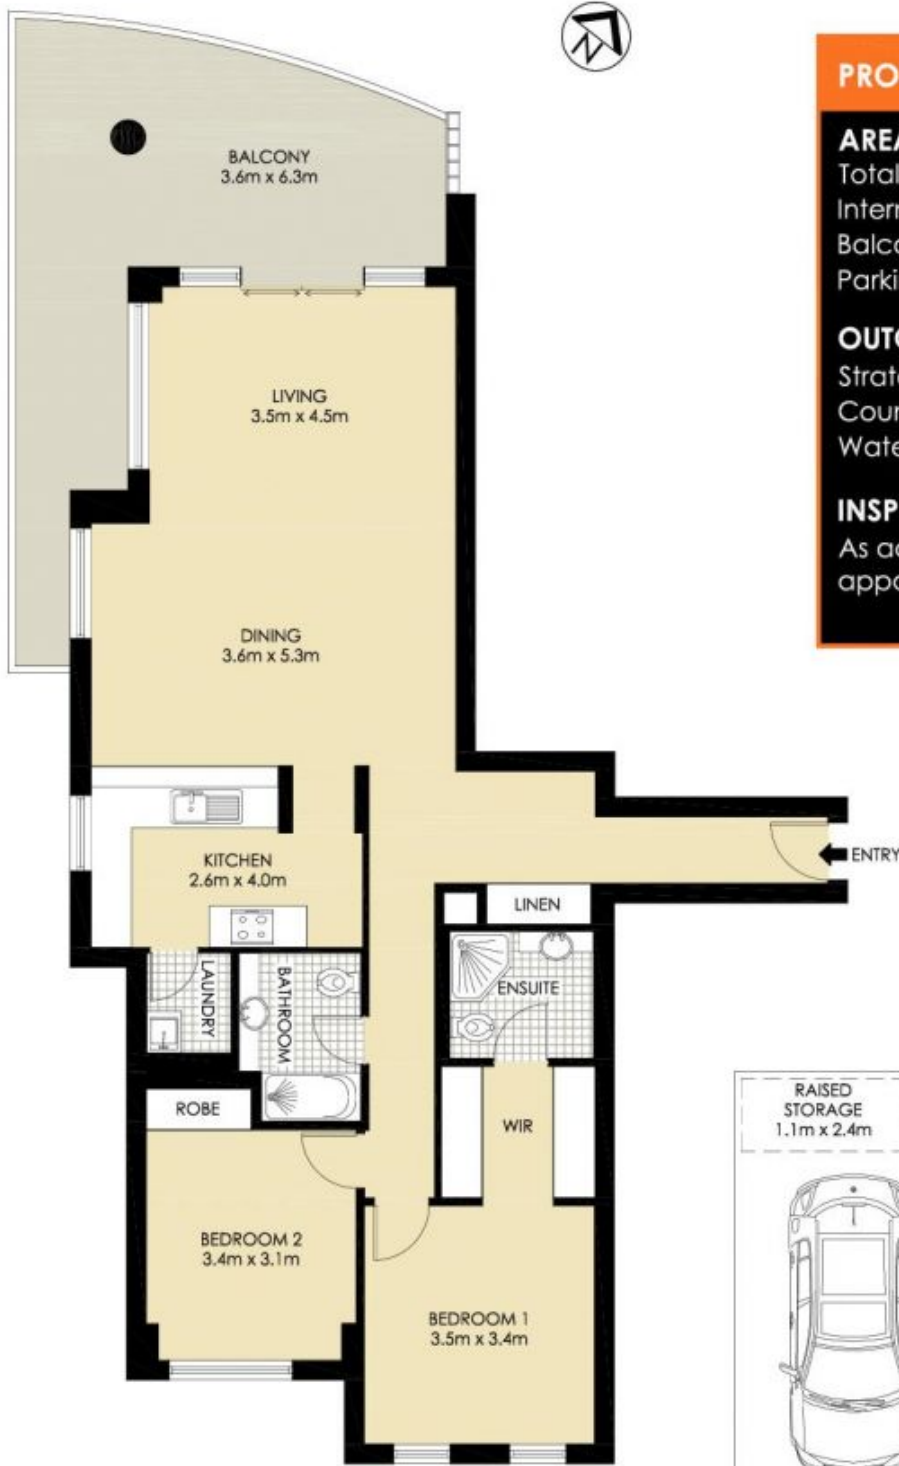 N
BALCONY
3.6m x 6.3m
LIVING
3.5m x 4.5m
DINING
3.6m x 5.3m
KITCHEN
2.6m x 4.0m
ENTRY
LINEN
LAUNDRY
BATHROOM
ENSUITE
ROBE
WIR
BEDROOM 2
3.4m x 3.1m
BEDROOM 1
3.5m x 3.4m
RAISED
STORAGE
1.1m x 2.4m
PRO
AREA
Total
Intern
Balco
Parki
OUTG
Strat
Coun
Wate
INSP
As ad
appo